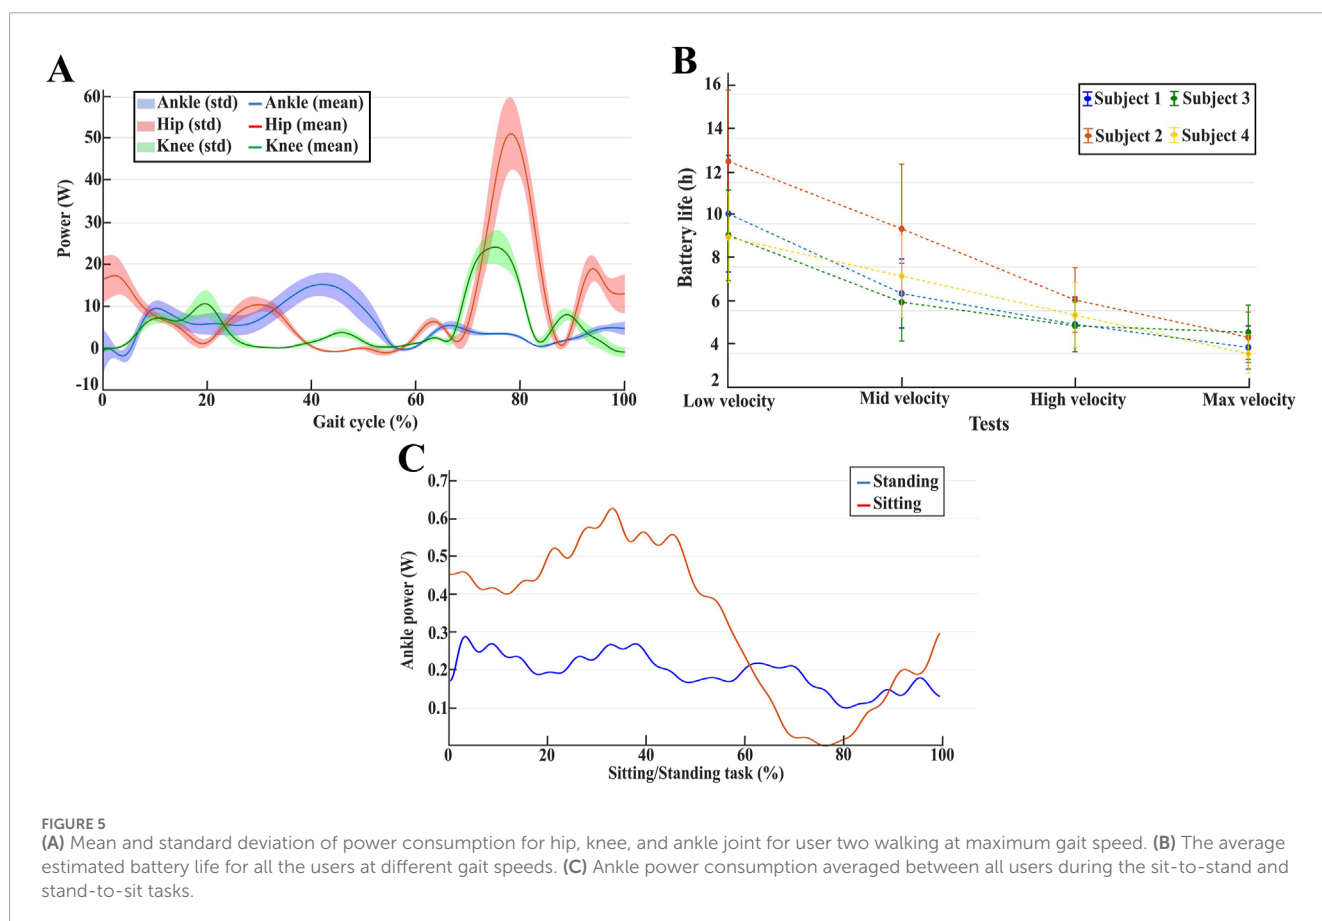 A
60
50
40
30
20
10
0
-10
Power (W)
Ankle (std) Ankle (mean)
Hip (std) Hip (mean)
Knee (std) Knee (mean)
0 20 40 60 80 100
Gait cycle (%)
B
16
14
12
10
8
6
4
2
Battery life (h)
Subject 1 Subject 3
Subject 2 Subject 4
Low velocity Mid velocity High velocity Max velocity
Tests
C
0.7
0.6
0.5
0.4
0.3
0.2
0.1
Ankle power (W)
Standing
Sitting
0 20 40 60 80 100
Sitting/Standing task (%)
FIGURE 5
(A) Mean and standard deviation of power consumption for hip, knee, and ankle joint for user two walking at maximum gait speed. (B) The average
estimated battery life for all the users at different gait speeds. (C) Ankle power consumption averaged between all users during the sit-to-stand and
stand-to-sit tasks.